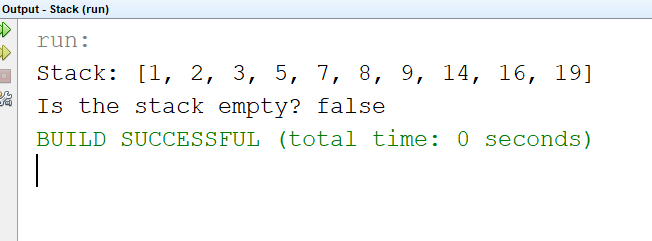 Output - Stack (run)
run:
Stack: [1, 2, 3, 5, 7, 8, 9, 14, 16, 19]
Is the stack empty? false
BUILD SUCCESSFUL (total time: 0 seconds)